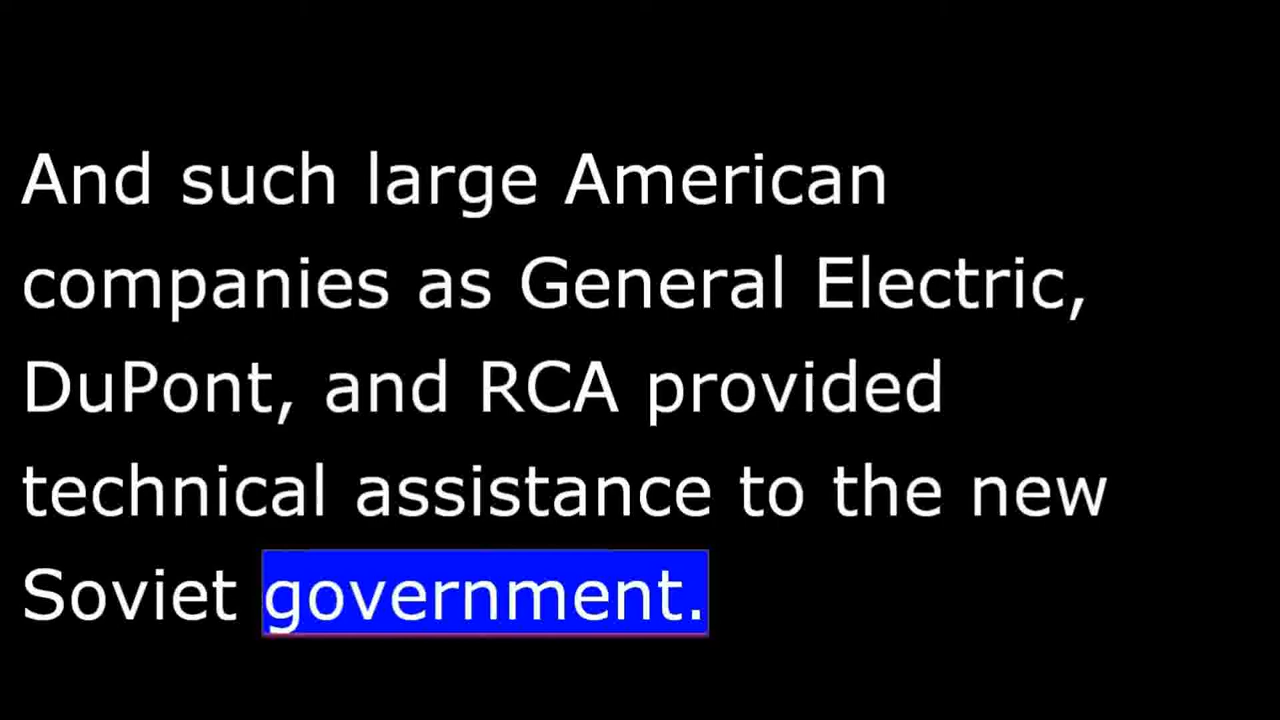 And such large American
companies as General Electric,
DuPont, and RCA provided
technical assistance to the new
Soviet government.